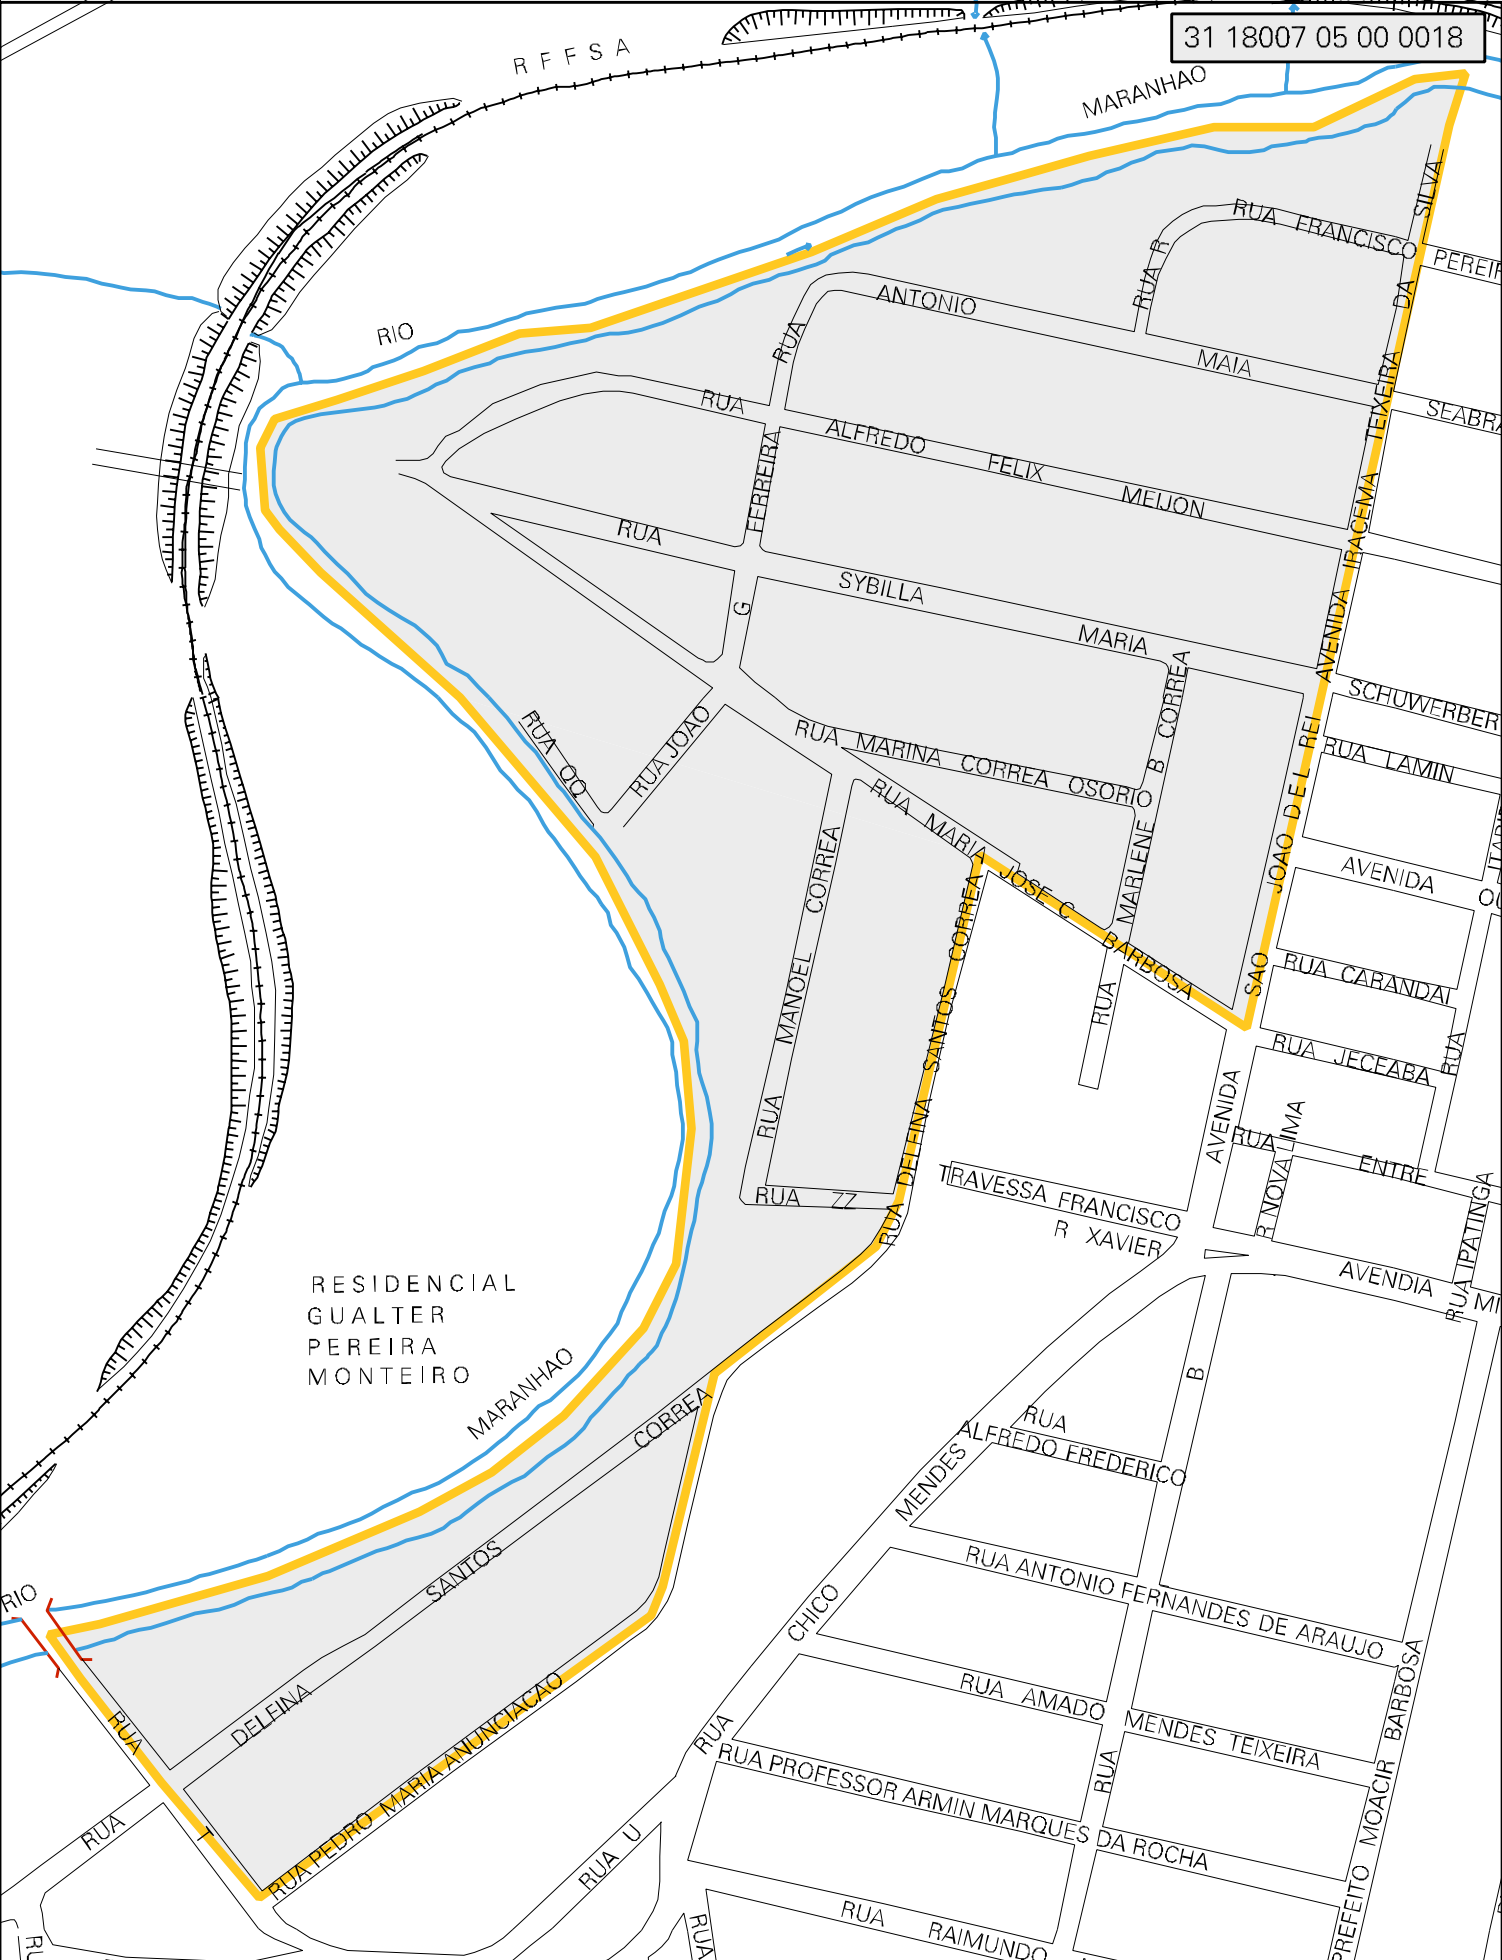 31 18007 05 00 0018
R F F S A
MARANHAO
RIO
RUA FRANCISCO
PEREIR
RUA R
AVENIDA IRACEMA TEIXEIRA DA SILVA
RUA ANTONIO MAIA
SEABRA
RUA ALFREDO FELIX MEIJON
G FERREIRA
RUA SYBILLA MARIA
SCHUWERBER
RUA QQ
RUA JOAO
RUA MARINA CORREA OSORIO
RUA MARLENE B CORREA
RUA MARIA JOSE C BARBOSA
RUA LAMIN
AVENIDA SAO JOAO DEL REI
AVENIDA
OU
RUA MANOEL CORREA
RUA DELFINA SANTOS CORREA
RUA CARANDAI
RUA JECEABA
RUA
RUA ENTRE
R NOVA LIMA
RUA ZZ
TRAVESSA FRANCISCO
R XAVIER
RUA IPATINGA
AVENDIA
MI
RESIDENCIAL
GUALTER
PEREIRA
MONTEIRO
MARANHAO
RIO
DELFINA SANTOS CORREA
RUA
ALFREDO FREDERICO
RUA CHICO MENDES
RUA B
RUA ANTONIO FERNANDES DE ARAUJO
RUA AMADO MENDES TEIXEIRA
RUA PROFESSOR ARMIN MARQUES DA ROCHA
PREFEITO MOACIR BARBOSA
RUA T
RUA PEDRO MARIA ANUNCIACAO
RUA
RUA U
RUA RAIMUNDO
RUA
RU